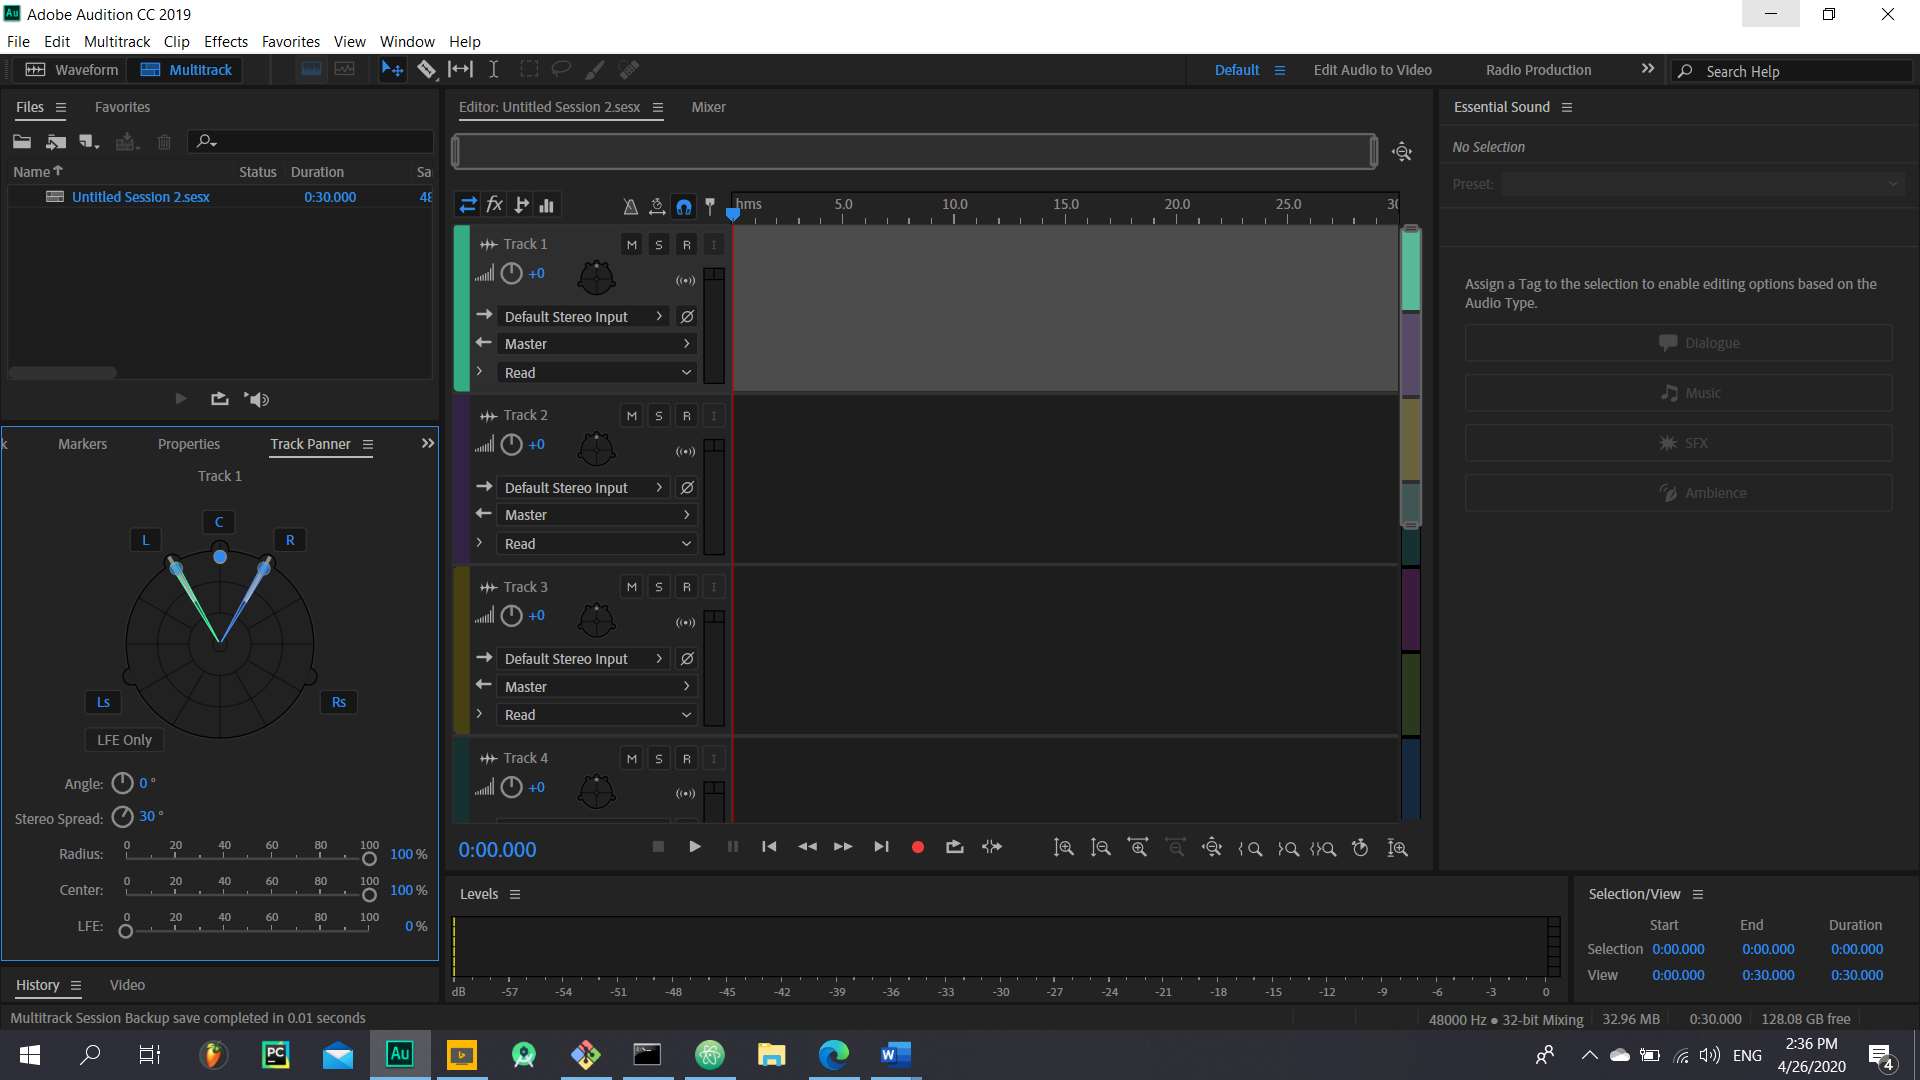 Adobe Audition CC 2019
File Edit Multitrack Clip Effects Favorites View Window Help
Waveform Multitrack Default Edit Audio to Video Radio Production Search Help
Files Favorites
Name Status Duration Sa
Untitled Session 2.sesx 0:30.000 48
Markers Properties Track Panner
Track 1
C
L R
Ls Rs
LFE Only
Angle: 0 °
Stereo Spread: 30 °
0 20 40 60 80 100
Radius: 100 %
0 20 40 60 80 100
Center: 100 %
0 20 40 60 80 100
LFE: 0 %
History Video
Editor: Untitled Session 2.sesx Mixer
fx hms 5.0 10.0 15.0 20.0 25.0 30
Track 1 M S R I
+0
Default Stereo Input
Master
Read
Track 2 M S R I
+0
Default Stereo Input
Master
Read
Track 3 M S R I
+0
Default Stereo Input
Master
Read
Track 4 M S R I
+0
0:00.000
Levels
dB -57 -54 -51 -48 -45 -42 -39 -36 -33 -30 -27 -24 -21 -18 -15 -12 -9 -6 -3 0
Essential Sound
No Selection
Preset:
Assign a Tag to the selection to enable editing options based on the
Audio Type.
Dialogue
Music
SFX
Ambience
Selection/View
Start End Duration
Selection 0:00.000 0:00.000 0:00.000
View 0:00.000 0:30.000 0:30.000
Multitrack Session Backup save completed in 0.01 seconds
48000 Hz ● 32-bit Mixing 32.96 MB 0:30.000 128.08 GB free
PC Au W ENG 2:36 PM
4/26/2020 4